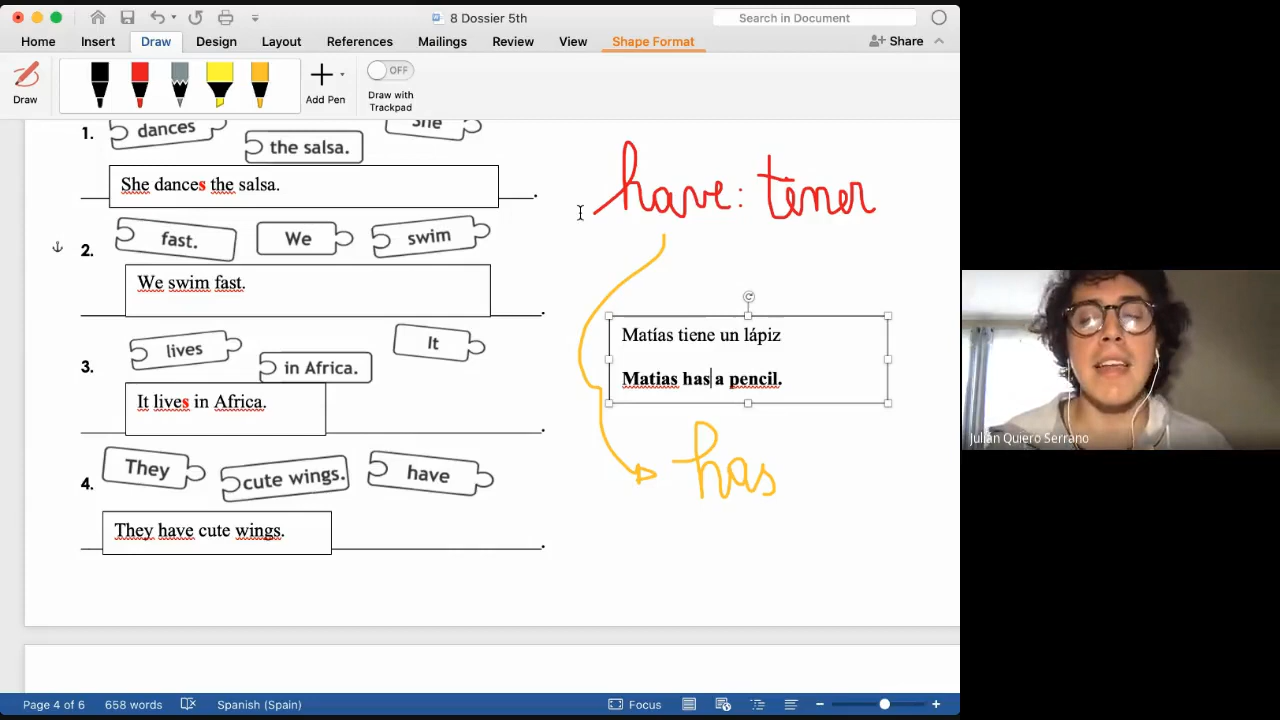 8 Dossier 5th
Search in Document
Home Insert Draw Design Layout References Mailings Review View Shape Format Share
OFF
Draw
Add Pen
Draw with
Trackpad
1.
dances
the salsa.
She
She dances the salsa.
.
2.
fast.
We
swim
We swim fast.
.
3.
lives
in Africa.
It
It lives in Africa.
.
4.
They
cute wings.
have
They have cute wings.
.
have: tener
Matías tiene un lápiz
Matias has a pencil.
has
Julián Quiero Serrano
Page 4 of 6 658 words Spanish (Spain) Focus